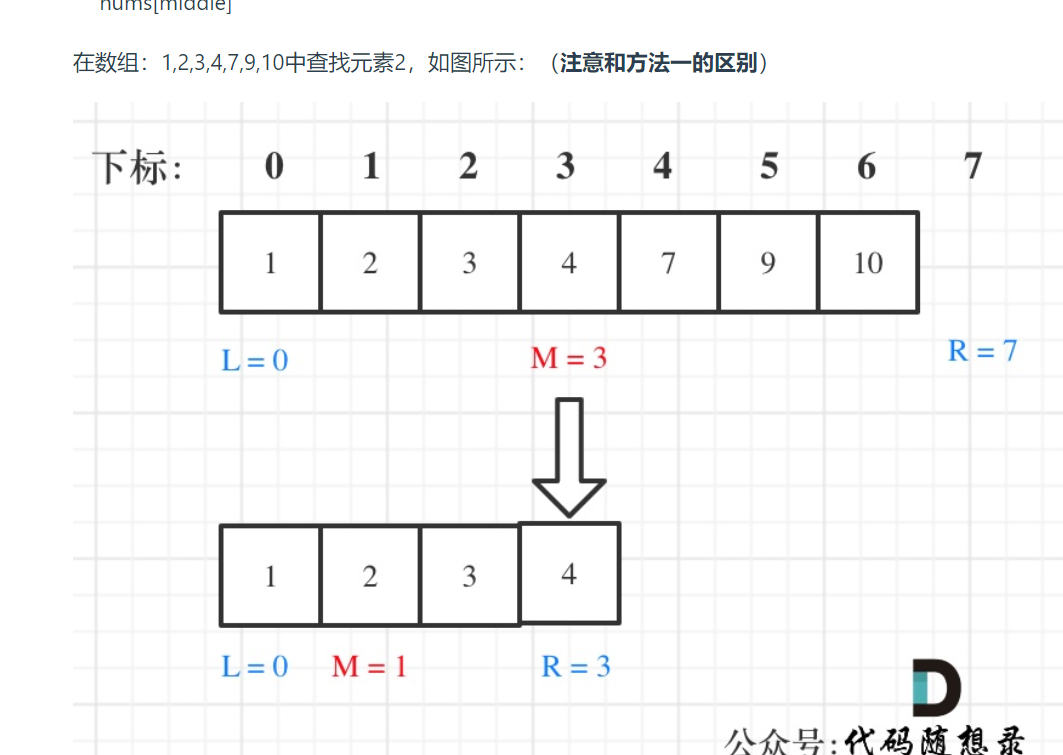 nums[middle]
在数组：1,2,3,4,7,9,10中查找元素2，如图所示：（注意和方法一的区别）
下标: 0 1 2 3 4 5 6 7
1 2 3 4 7 9 10
L = 0 M = 3 R = 7
1 2 3 4
L = 0 M = 1 R = 3
公众号:代码随想录